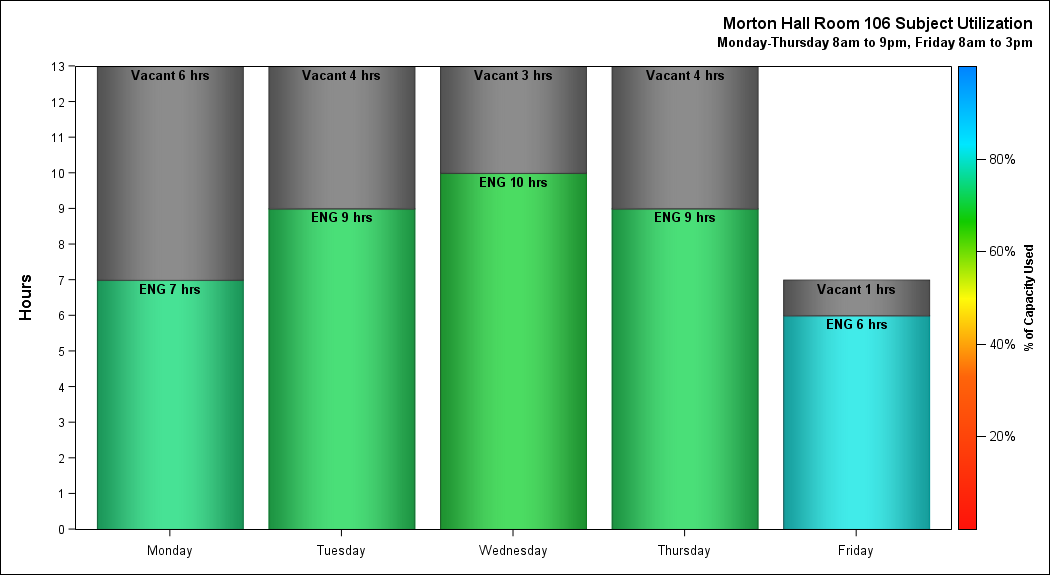 Morton Hall Room 106 Subject Utilization
Monday-Thursday 8am to 9pm, Friday 8am to 3pm
13
12
11
10
9
8
7
6
5
4
3
2
1
0
Hours
Vacant 6 hrs
ENG 7 hrs
Vacant 4 hrs
ENG 9 hrs
Vacant 3 hrs
ENG 10 hrs
Vacant 4 hrs
ENG 9 hrs
Vacant 1 hrs
ENG 6 hrs
Monday
Tuesday
Wednesday
Thursday
Friday
80%
60%
40%
20%
% of Capacity Used